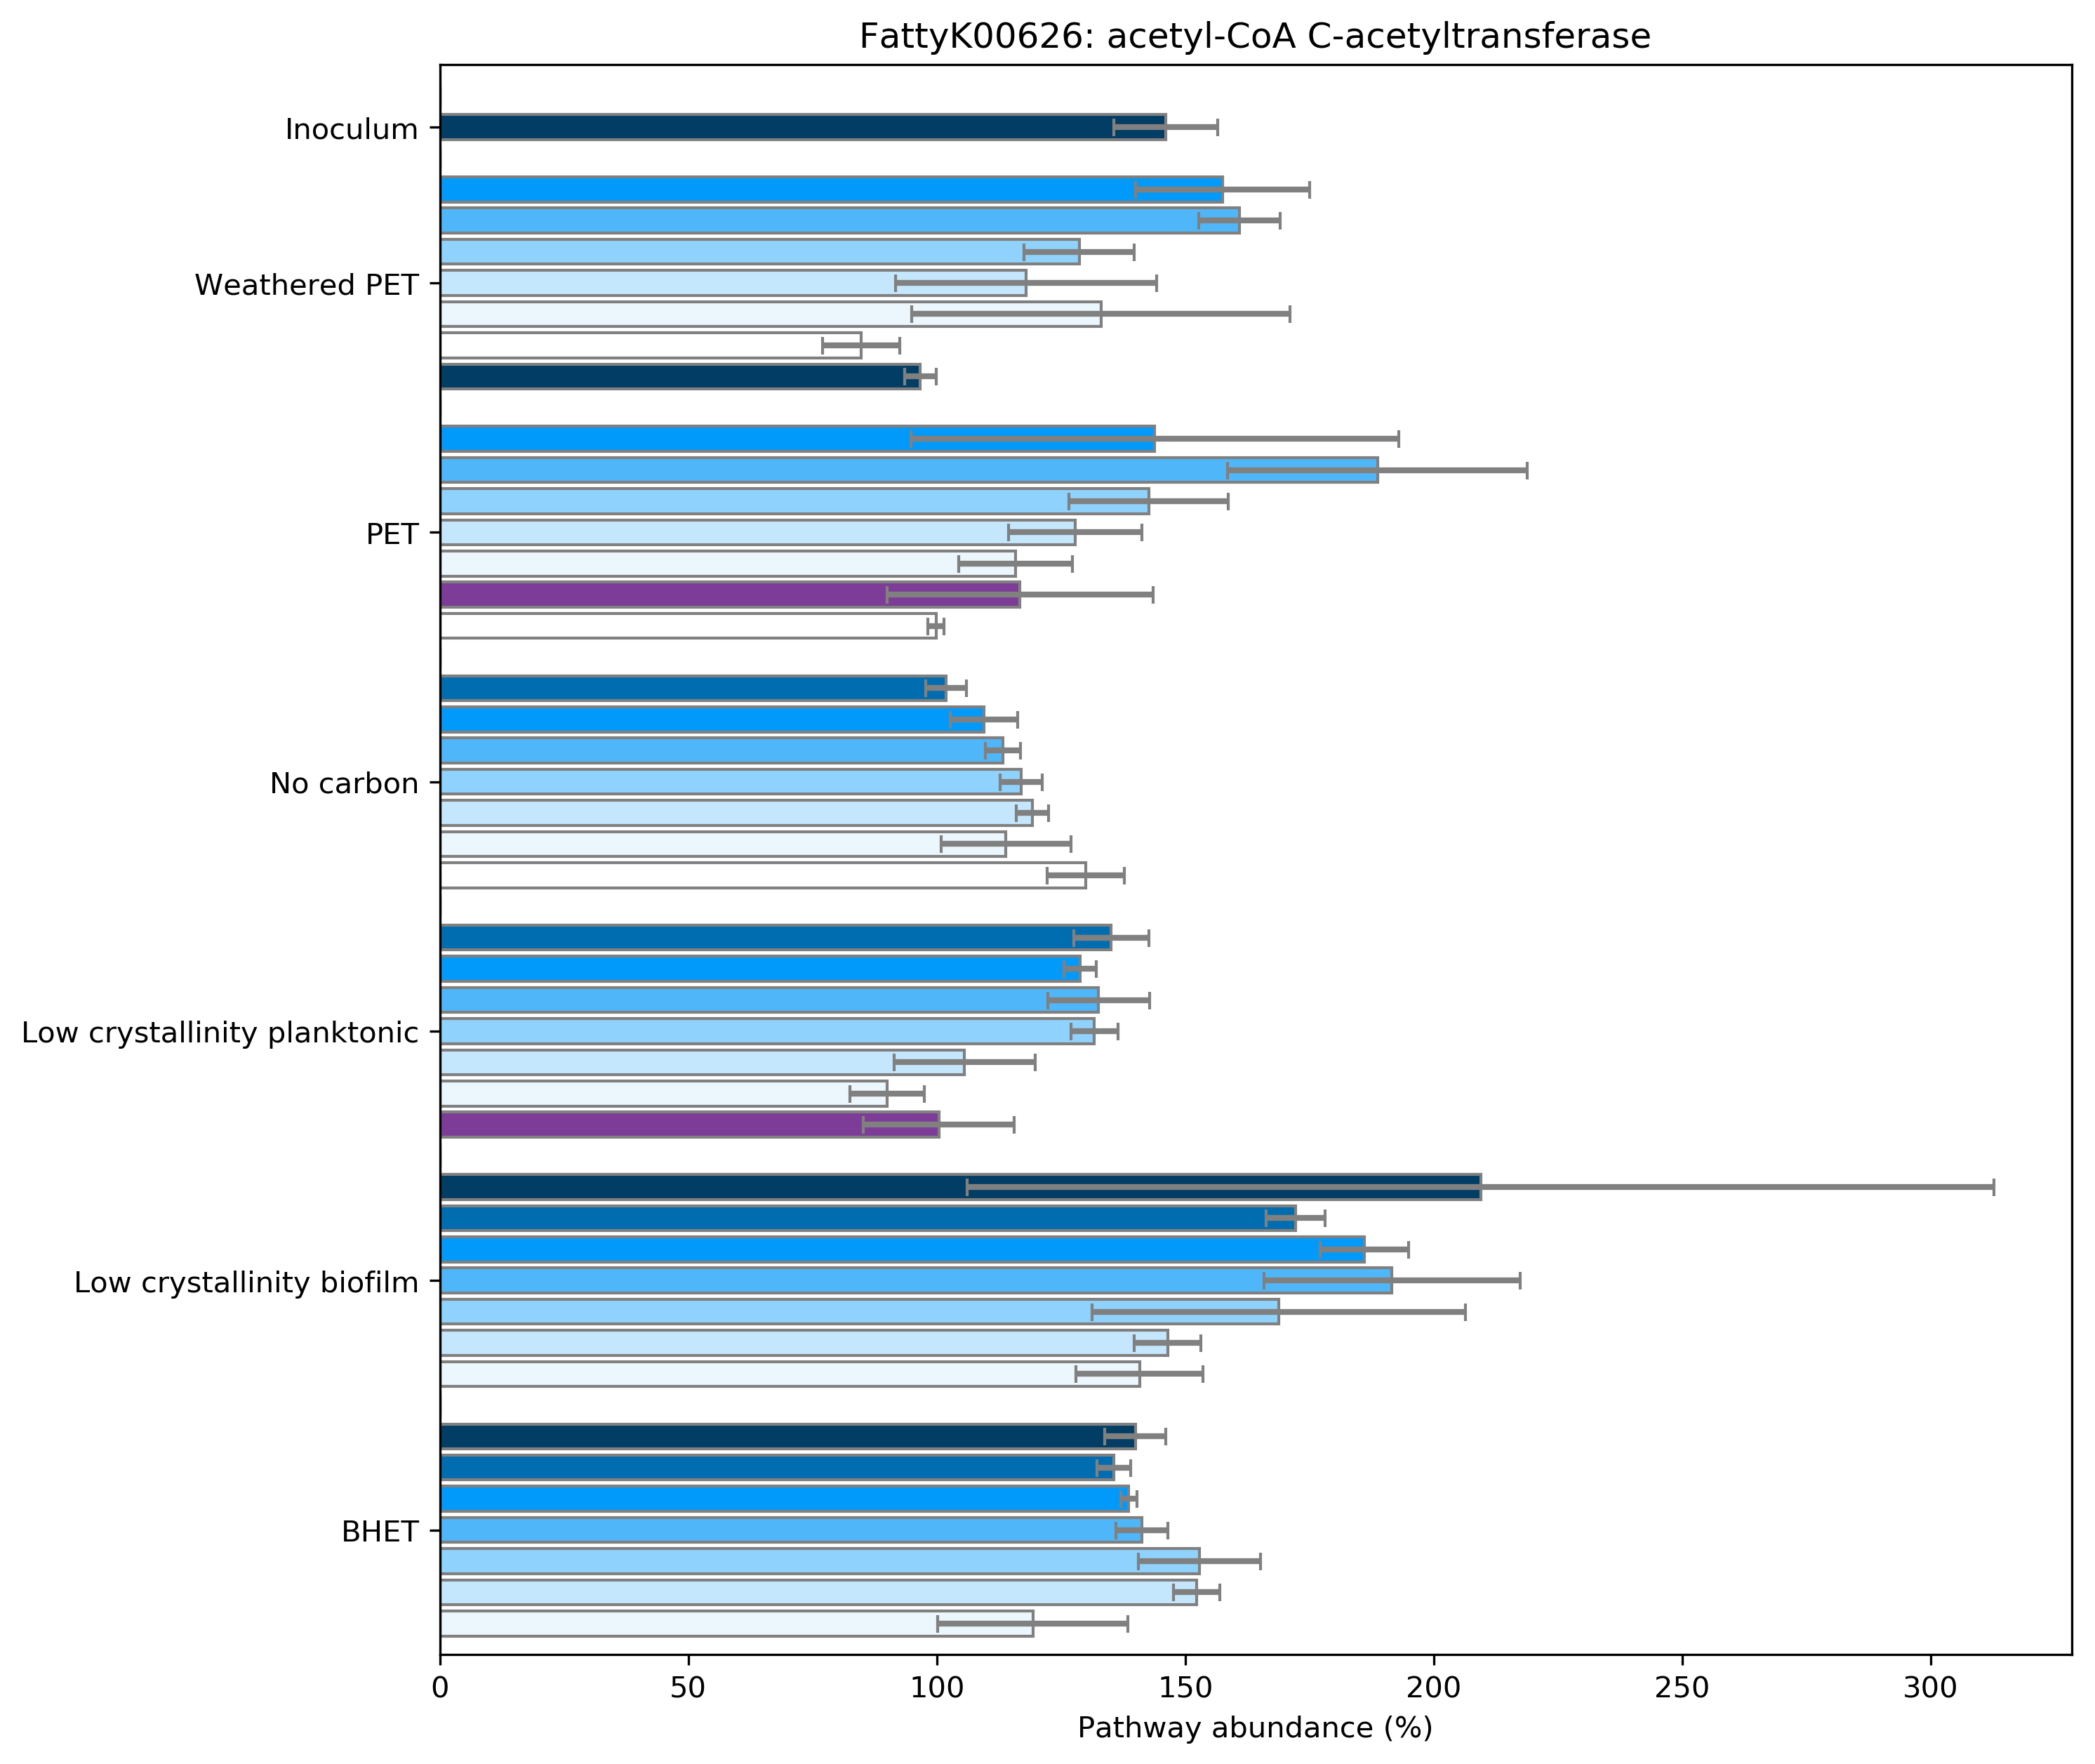 FattyK00626: acetyl-CoA C-acetyltransferase
Inoculum
Weathered PET
PET
No carbon
Low crystallinity planktonic
Low crystallinity biofilm
BHET
0 50 100 150 200 250 300
Pathway abundance (%)